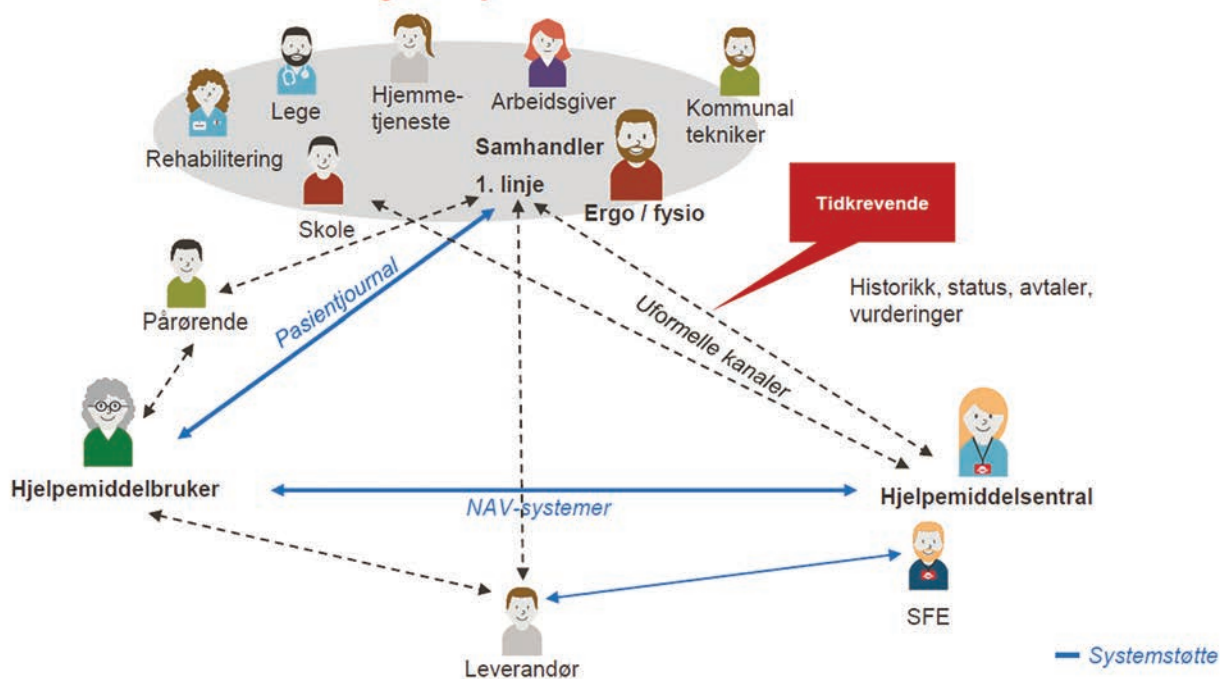 Lege
Hjemme-
tjeneste
Arbeidsgiver
Kommunal
tekniker
Rehabilitering
Samhandler
1. linje
Skole
Ergo / fysio
Tidkrevende
Pårørende
Pasientjournal
Historikk, status, avtaler,
vurderinger
Uformelle kanaler
Hjelpemiddelbruker
Hjelpemiddelsentral
NAV-systemer
SFE
Leverandør
Systemstøtte